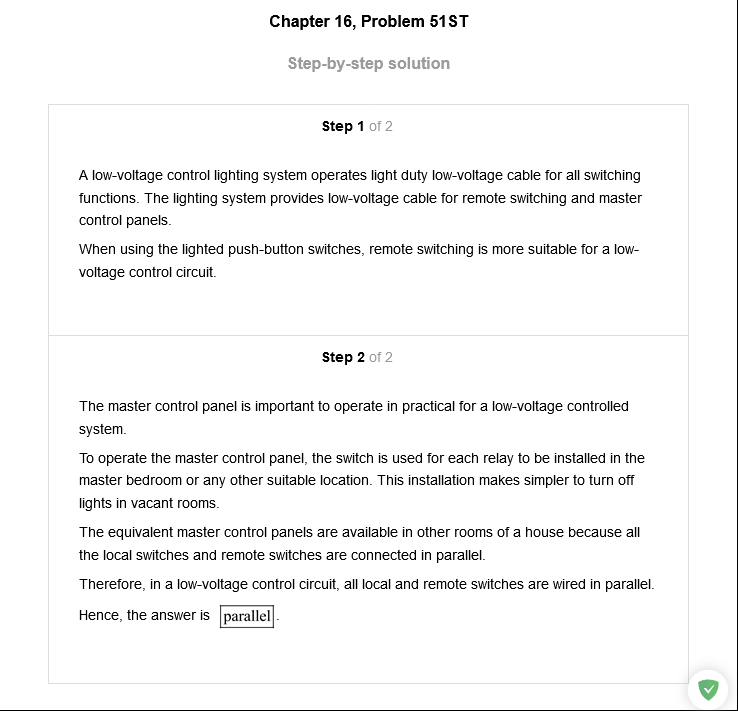 Chapter 16, Problem 51ST
Step-by-step solution
Step 1 of 2
A low-voltage control lighting system operates light duty low-voltage cable for all switching
functions. The lighting system provides low-voltage cable for remote switching and master
control panels.
When using the lighted push-button switches, remote switching is more suitable for a low-
voltage control circuit.
Step 2 of 2
The master control panel is important to operate in practical for a low-voltage controlled
system.
To operate the master control panel, the switch is used for each relay to be installed in the
master bedroom or any other suitable location. This installation makes simpler to turn off
lights in vacant rooms.
The equivalent master control panels are available in other rooms of a house because all
the local switches and remote switches are connected in parallel.
Therefore, in a low-voltage control circuit, all local and remote switches are wired in parallel.
Hence, the answer is parallel.